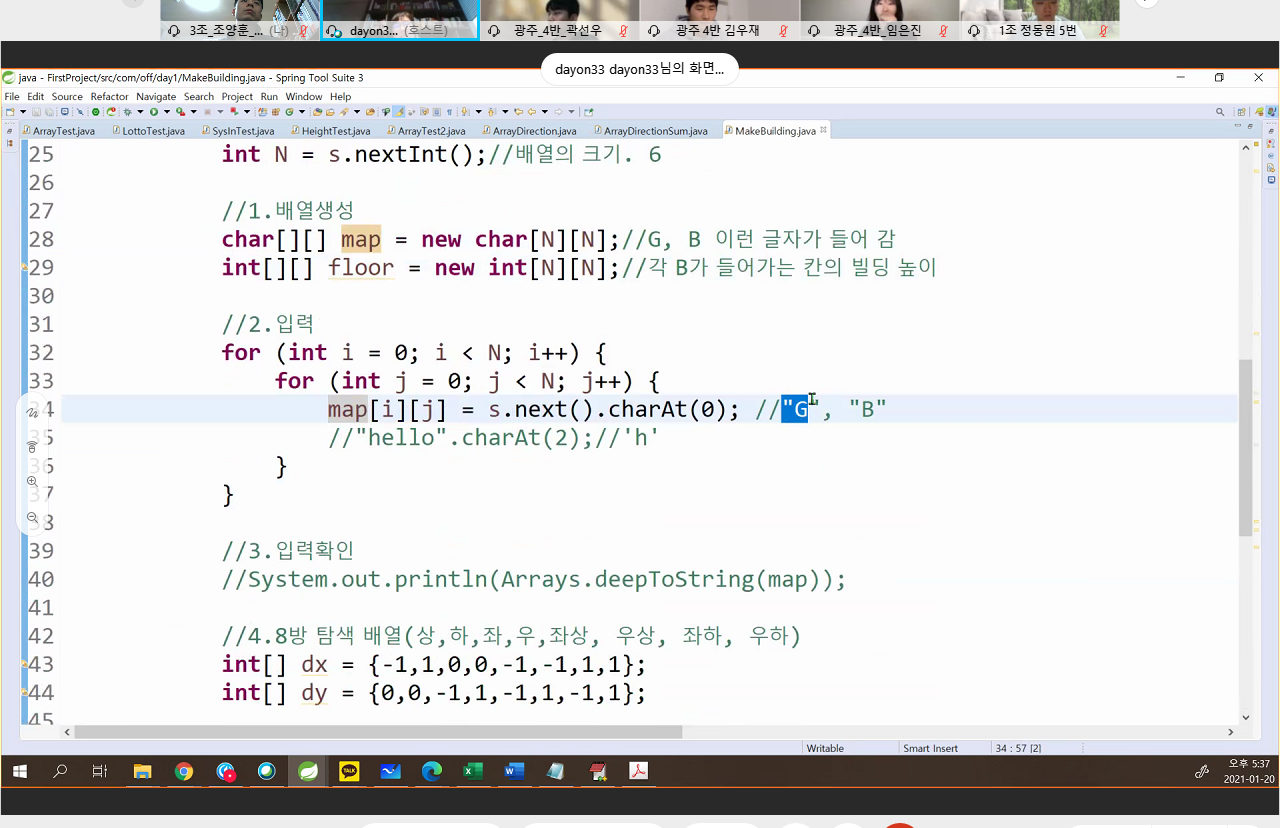 3조_조양훈_... (나)
dayon3... (호스트)
광주_4반_곽선우
광주 4반 김우재
광주_4반_임은진
1조 정동원 5번
dayon33 dayon33님의 화면...
java - FirstProject/src/com/off/day1/MakeBuilding.java - Spring Tool Suite 3
File Edit Source Refactor Navigate Search Project Run Window Help
ArrayTest.java LottoTest.java SysInTest.java HeightTest.java ArrayTest2.java ArrayDirection.java ArrayDirectionSum.java MakeBuilding.java
25 int N = s.nextInt();//배열의 크기. 6
26
27 //1.배열생성
28 char[][] map = new char[N][N];//G, B 이런 글자가 들어 감
29 int[][] floor = new int[N][N];//각 B가 들어가는 칸의 빌딩 높이
30
31 //2.입력
32 for (int i = 0; i < N; i++) {
33 for (int j = 0; j < N; j++) {
34 map[i][j] = s.next().charAt(0); //"G", "B"
35 //"hello".charAt(2);//'h'
36 }
37 }
38
39 //3.입력확인
40 //System.out.println(Arrays.deepToString(map));
41
42 //4.8방 탐색 배열(상,하,좌,우,좌상, 우상, 좌하, 우하)
43 int[] dx = {-1,1,0,0,-1,-1,1,1};
44 int[] dy = {0,0,-1,1,-1,1,-1,1};
45
Writable Smart Insert 34 : 57 [2]
TALK
오후 5:37
2021-01-20